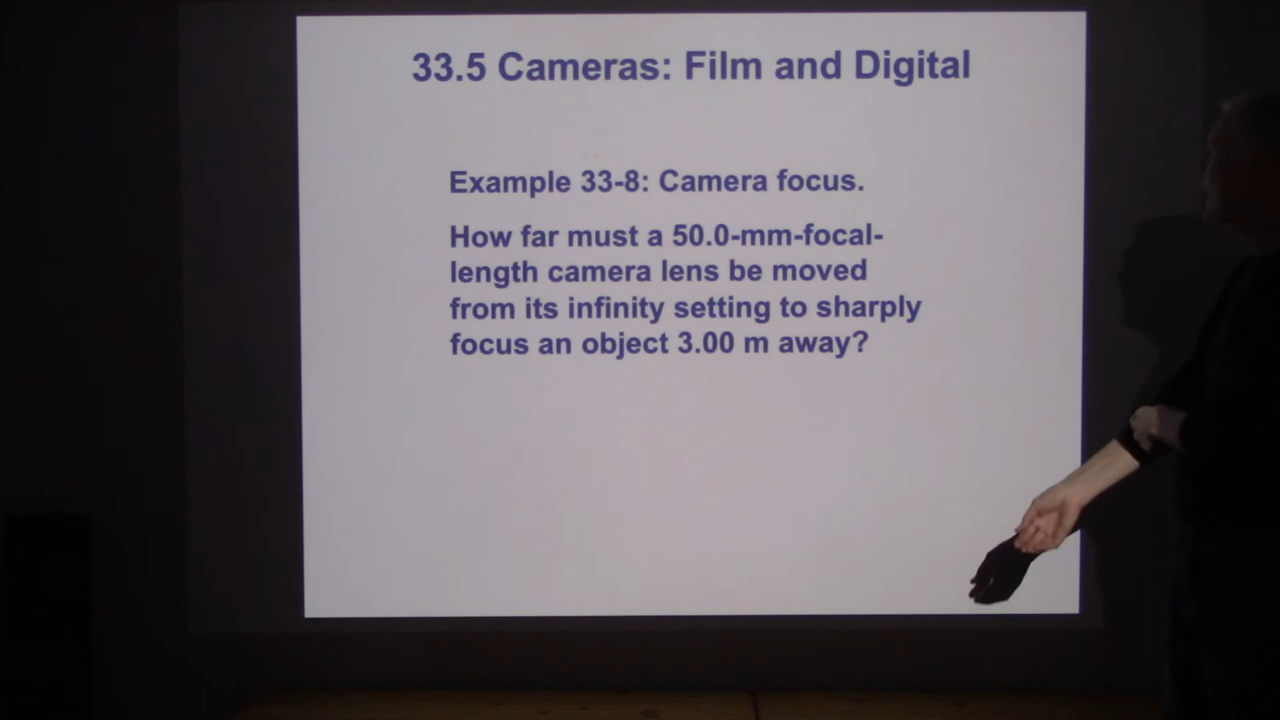 33.5 Cameras: Film and Digital
Example 33-8: Camera focus.
How far must a 50.0-mm-focal-
length camera lens be moved
from its infinity setting to sharply
focus an object 3.00 m away?